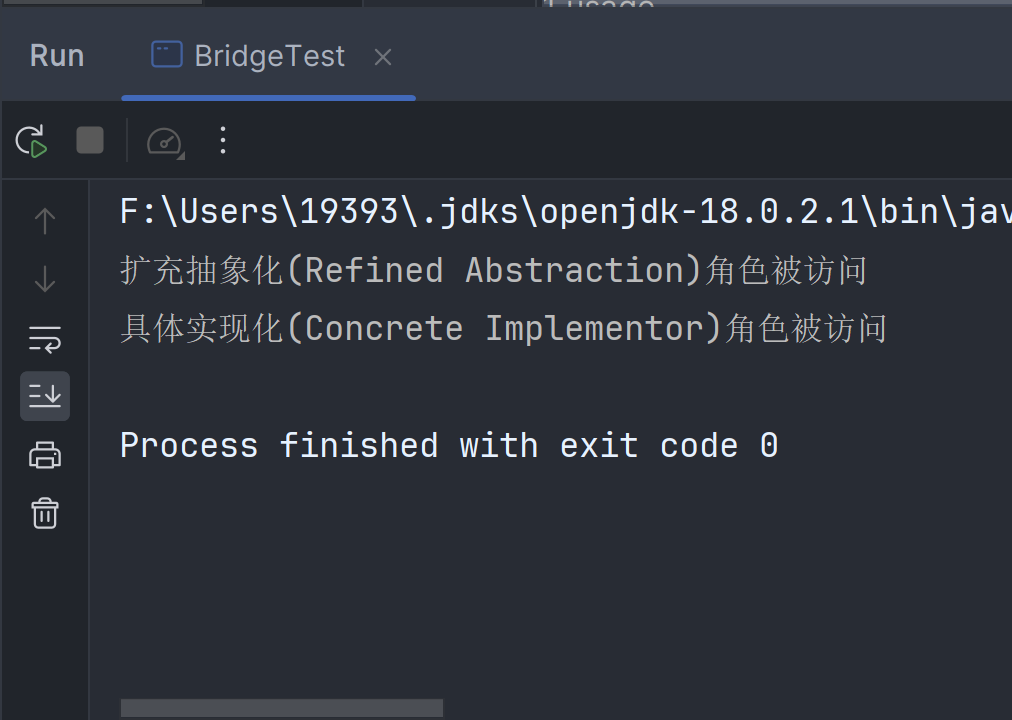 Run
BridgeTest
F:\Users\19393\.jdks\openjdk-18.0.2.1\bin\jav
扩充抽象化(Refined Abstraction)角色被访问
具体实现化(Concrete Implementor)角色被访问
Process finished with exit code 0